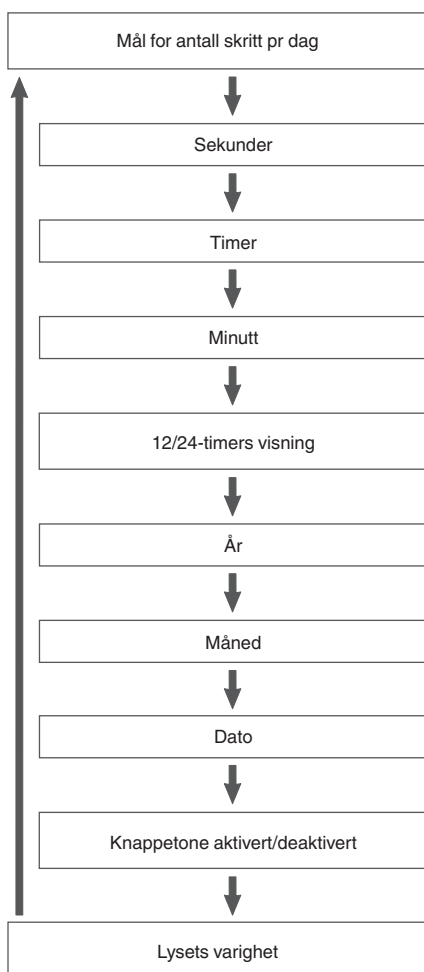 Mål for antall skritt pr dag
Sekunder
Timer
Minutt
12/24-timers visning
År
Måned
Dato
Knappetone aktivert/deaktivert
Lysets varighet